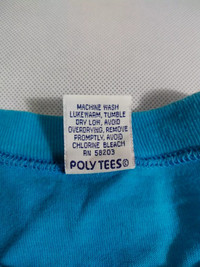 MACHINE WASH
LUKEWARM, TUMBLE
DRY LOW, AVOID
OVERDRYING, REMOVE
PROMPTLY, AVOID
CHLORINE BLEACH
RN 58203
POLY TEES©